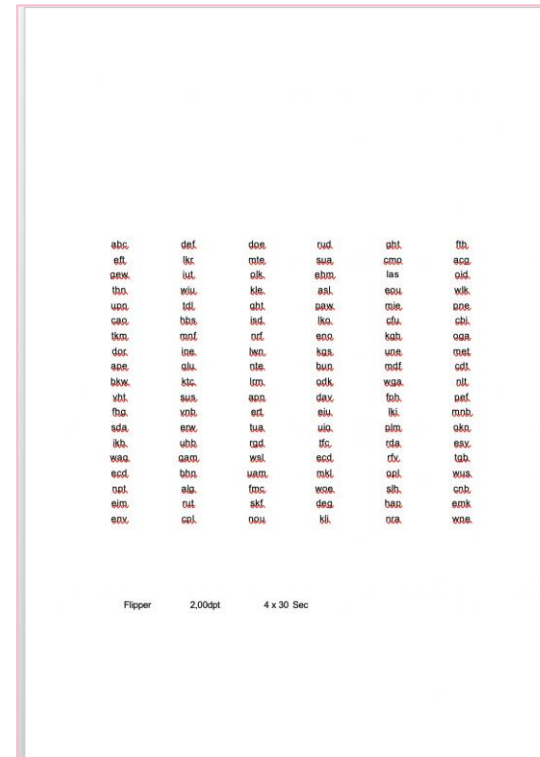 abc def doe rud ght fth
eft lkr mte sua cmo acg
gew iut olk ehm las oid
thn wiu kle asl eou wlk
upn tdl ght paw mie pne
cao hbs isd lko cfu cbi
tkm mnf nrf eno kgh oga
dor ine lwn kgs une met
ape glu nte bun mdf cdt
bkw ktc lrm odk wga nlt
vht sus apn dav fph pef
fhg vnb ert eiu lki mnb
sda erw tua uio plm okn
ikb uhb rgd tfc rda esy
wag gam wsl ecd rfv tgb
ecd bhn uam mkl opl wus
npt alg fmc woe slh cnb
eim rut skf deg hap emk
env cpl nou kli nra wne
Flipper 2,00dpt 4 x 30 Sec